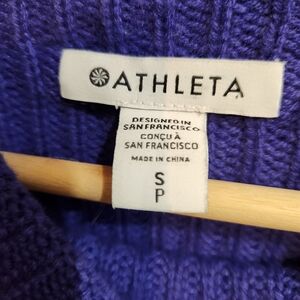 ATHLETA
DESIGNED IN
SAN FRANCISCO
CONÇU À
SAN FRANCISCO
MADE IN CHINA
S
P